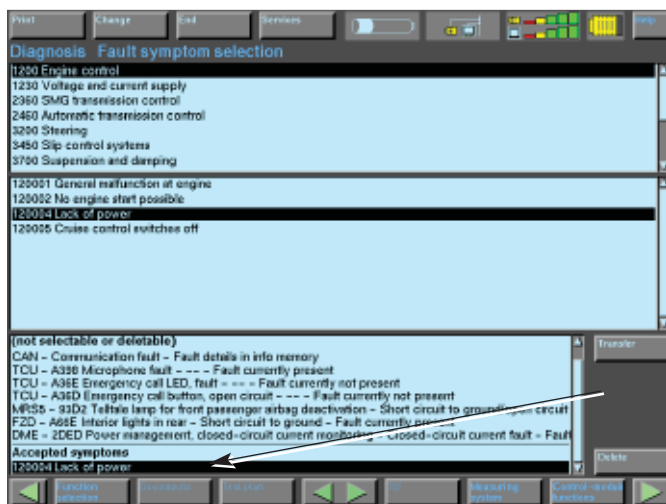 Print
Change
End
Services
Help
Diagnosis Fault symptom selection
1200 Engine control
1230 Voltage and current supply
2360 SMG transmission control
2460 Automatic transmission control
3200 Steering
3450 Slip control systems
3700 Suspension and damping
120001 General malfunction at engine
120002 No engine start possible
120004 Lack of power
120005 Cruise control switches off
(not selectable or deletable)
CAN - Communication fault - Fault details in info memory
TCU - A398 Microphone fault - - - - Fault currently present
TCU - A36E Emergency call LED, fault - - - - Fault currently not present
TCU - A36D Emergency call button, open circuit - - - - Fault currently not present
MRS5 - 93D2 Telltale lamp for front passenger airbag deactivation - Short circuit to ground/open circuit
FZD - A66E Interior lights in rear - Short circuit to ground - Fault currently present
DME - 2DED Power management, closed-circuit current monitoring - Closed-circuit current fault - Fault
Accepted symptoms
120004 Lack of power
Transfer
Delete
Function selection
Documents
Test plan
Measuring system
Control-module functions